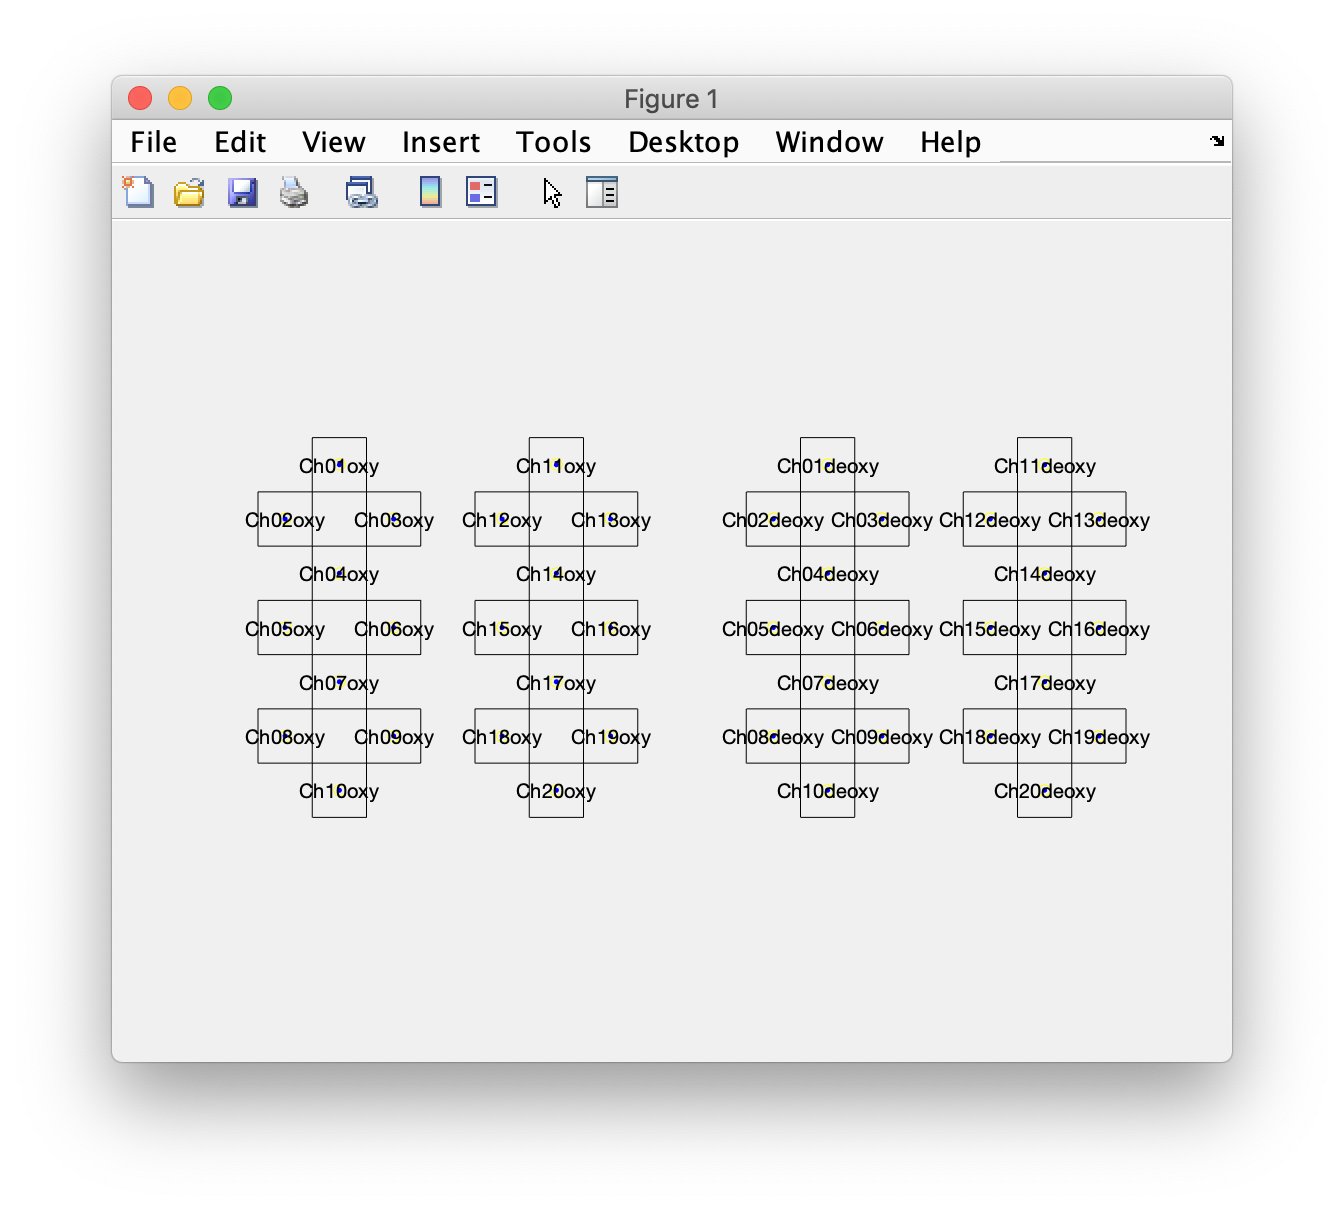 Figure 1
File Edit View Insert Tools Desktop Window Help
Ch01oxy Ch11oxy Ch01deoxy Ch11deoxy
Ch02oxy Ch03oxy Ch12oxy Ch13oxy Ch02deoxy Ch03deoxy Ch12deoxy Ch13deoxy
Ch04oxy Ch14oxy Ch04deoxy Ch14deoxy
Ch05oxy Ch06oxy Ch15oxy Ch16oxy Ch05deoxy Ch06deoxy Ch15deoxy Ch16deoxy
Ch07oxy Ch17oxy Ch07deoxy Ch17deoxy
Ch08oxy Ch09oxy Ch18oxy Ch19oxy Ch08deoxy Ch09deoxy Ch18deoxy Ch19deoxy
Ch10oxy Ch20oxy Ch10deoxy Ch20deoxy